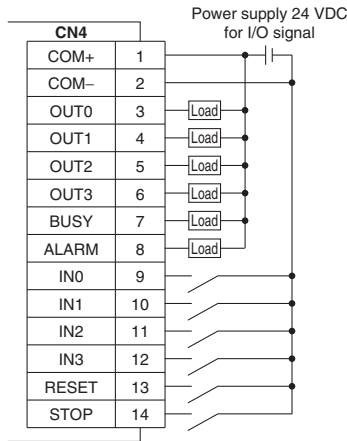 Power supply 24 VDC
for I/O signal
CN4
COM+ 1
COM– 2
OUT0 3 Load
OUT1 4 Load
OUT2 5 Load
OUT3 6 Load
BUSY 7 Load
ALARM 8 Load
IN0 9
IN1 10
IN2 11
IN3 12
RESET 13
STOP 14